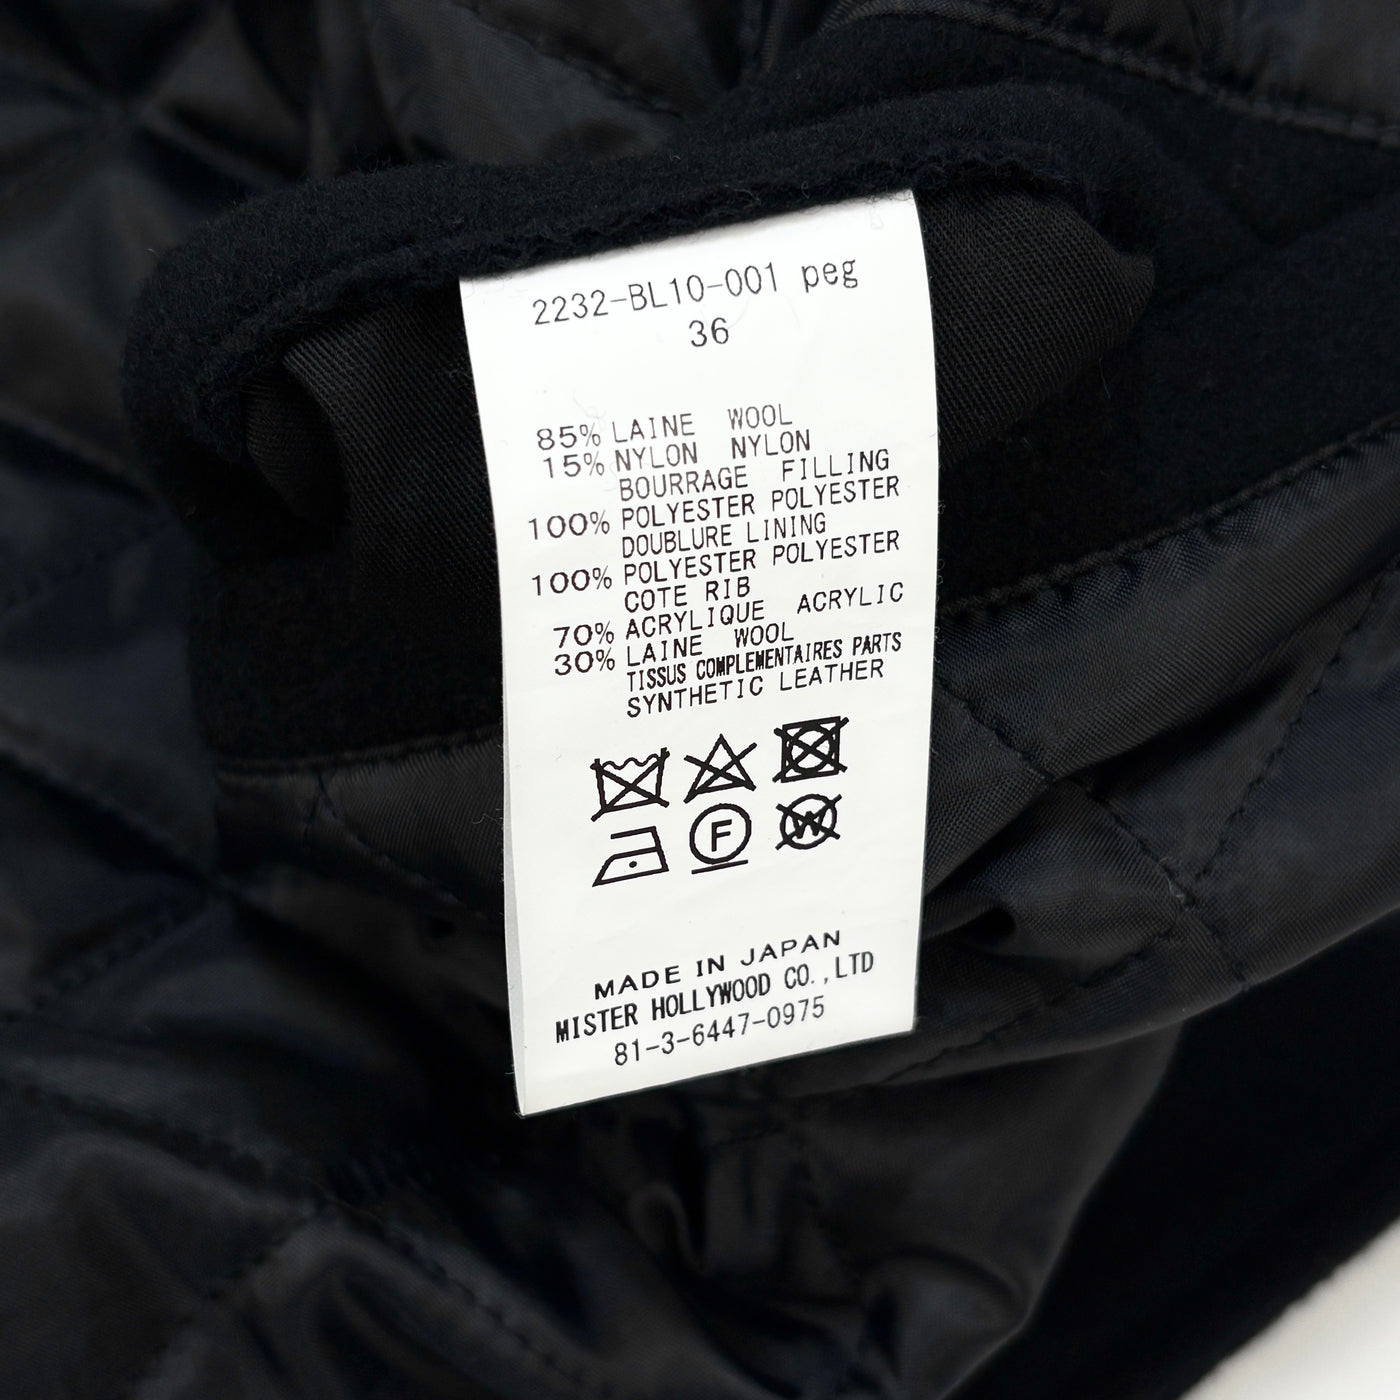 2232-BL10-001 peg
36
85% LAINE WOOL
15% NYLON NYLON
BOURRAGE FILLING
100% POLYESTER POLYESTER
DOUBLURE LINING
100% POLYESTER POLYESTER
COTE RIB
70% ACRYLIQUE ACRYLIC
30% LAINE WOOL
TISSUS COMPLEMENTAIRES PARTS
SYNTHETIC LEATHER
F W
MADE IN JAPAN
MISTER HOLLYWOOD CO.,LTD
81-3-6447-0975